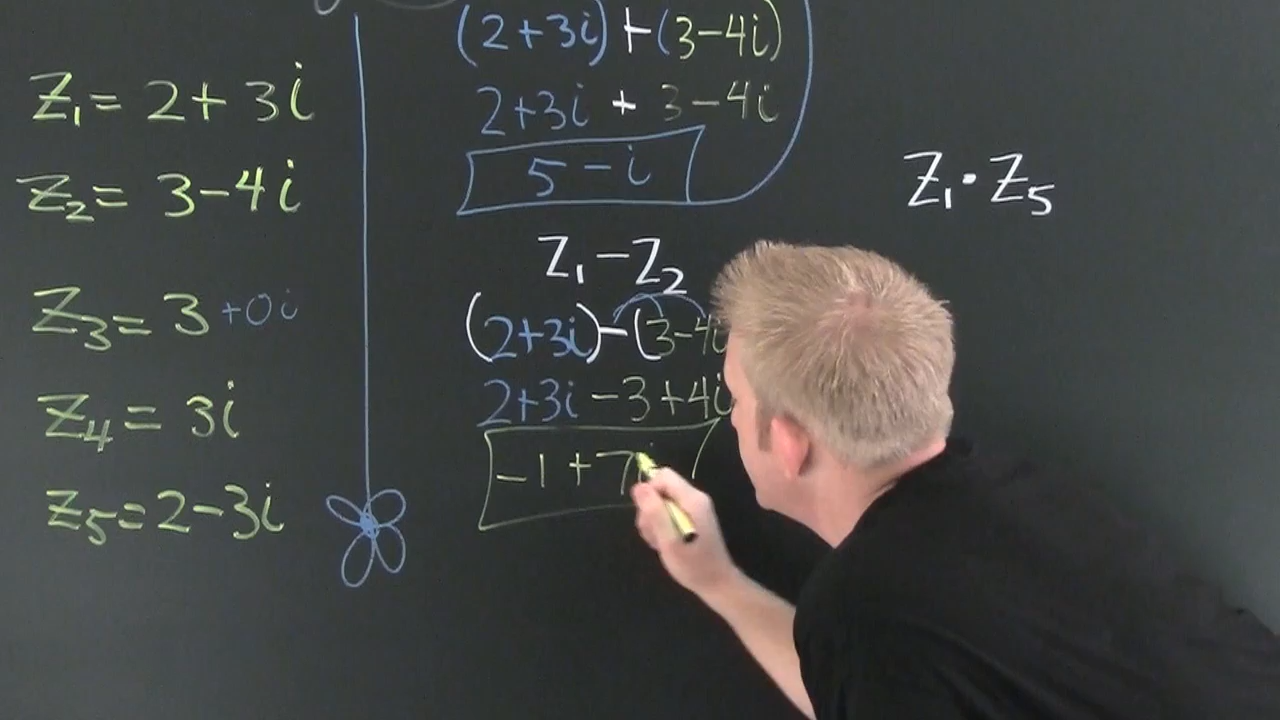 Z₁ = 2 + 3i
Z₂ = 3 - 4i
Z₃ = 3 + 0i
Z₄ = 3i
Z₅ = 2 - 3i
(2 + 3i) + (3 - 4i)
2 + 3i + 3 - 4i
5 - i
Z₁ - Z₂
(2 + 3i) - (3 - 4i
2 + 3i - 3 + 4i
-1 + 7i
Z₁ · Z₅